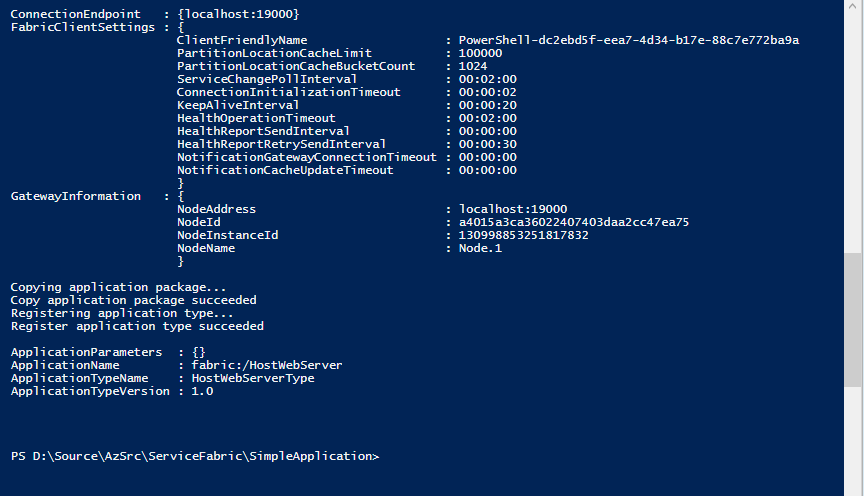 ConnectionEndpoint   : {localhost:19000}
FabricClientSettings : {
                       ClientFriendlyName                   : PowerShell-dc2ebd5f-eea7-4d34-b17e-88c7e772ba9a
                       PartitionLocationCacheLimit          : 100000
                       PartitionLocationCacheBucketCount    : 1024
                       ServiceChangePollInterval            : 00:02:00
                       ConnectionInitializationTimeout      : 00:00:02
                       KeepAliveInterval                    : 00:00:20
                       HealthOperationTimeout               : 00:02:00
                       HealthReportSendInterval             : 00:00:00
                       HealthReportRetrySendInterval        : 00:00:30
                       NotificationGatewayConnectionTimeout : 00:00:00
                       NotificationCacheUpdateTimeout       : 00:00:00
                       }
GatewayInformation   : {
                       NodeAddress                          : localhost:19000
                       NodeId                               : a4015a3ca36022407403daa2cc47ea75
                       NodeInstanceId                       : 130998853251817832
                       NodeName                             : Node.1
                       }
Copying application package...
Copy application package succeeded
Registering application type...
Register application type succeeded
ApplicationParameters  : {}
ApplicationName        : fabric:/HostWebServer
ApplicationTypeName    : HostWebServerType
ApplicationTypeVersion : 1.0
PS D:\Source\AzSrc\ServiceFabric\SimpleApplication>